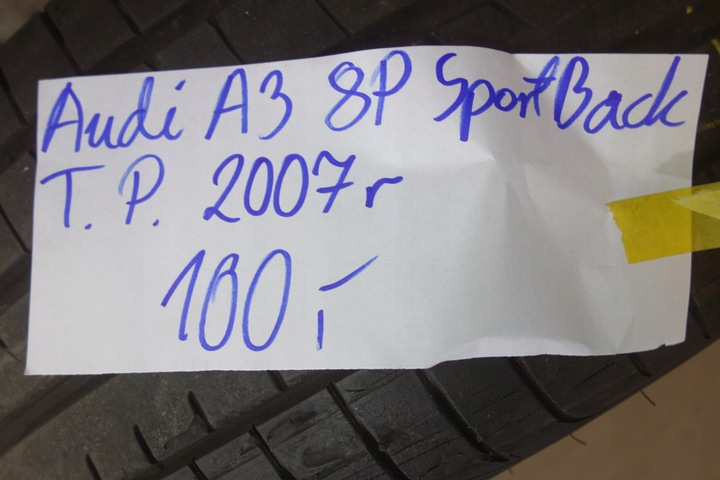 Audi A3 8P SportBack
T. P. 2007r
100,-